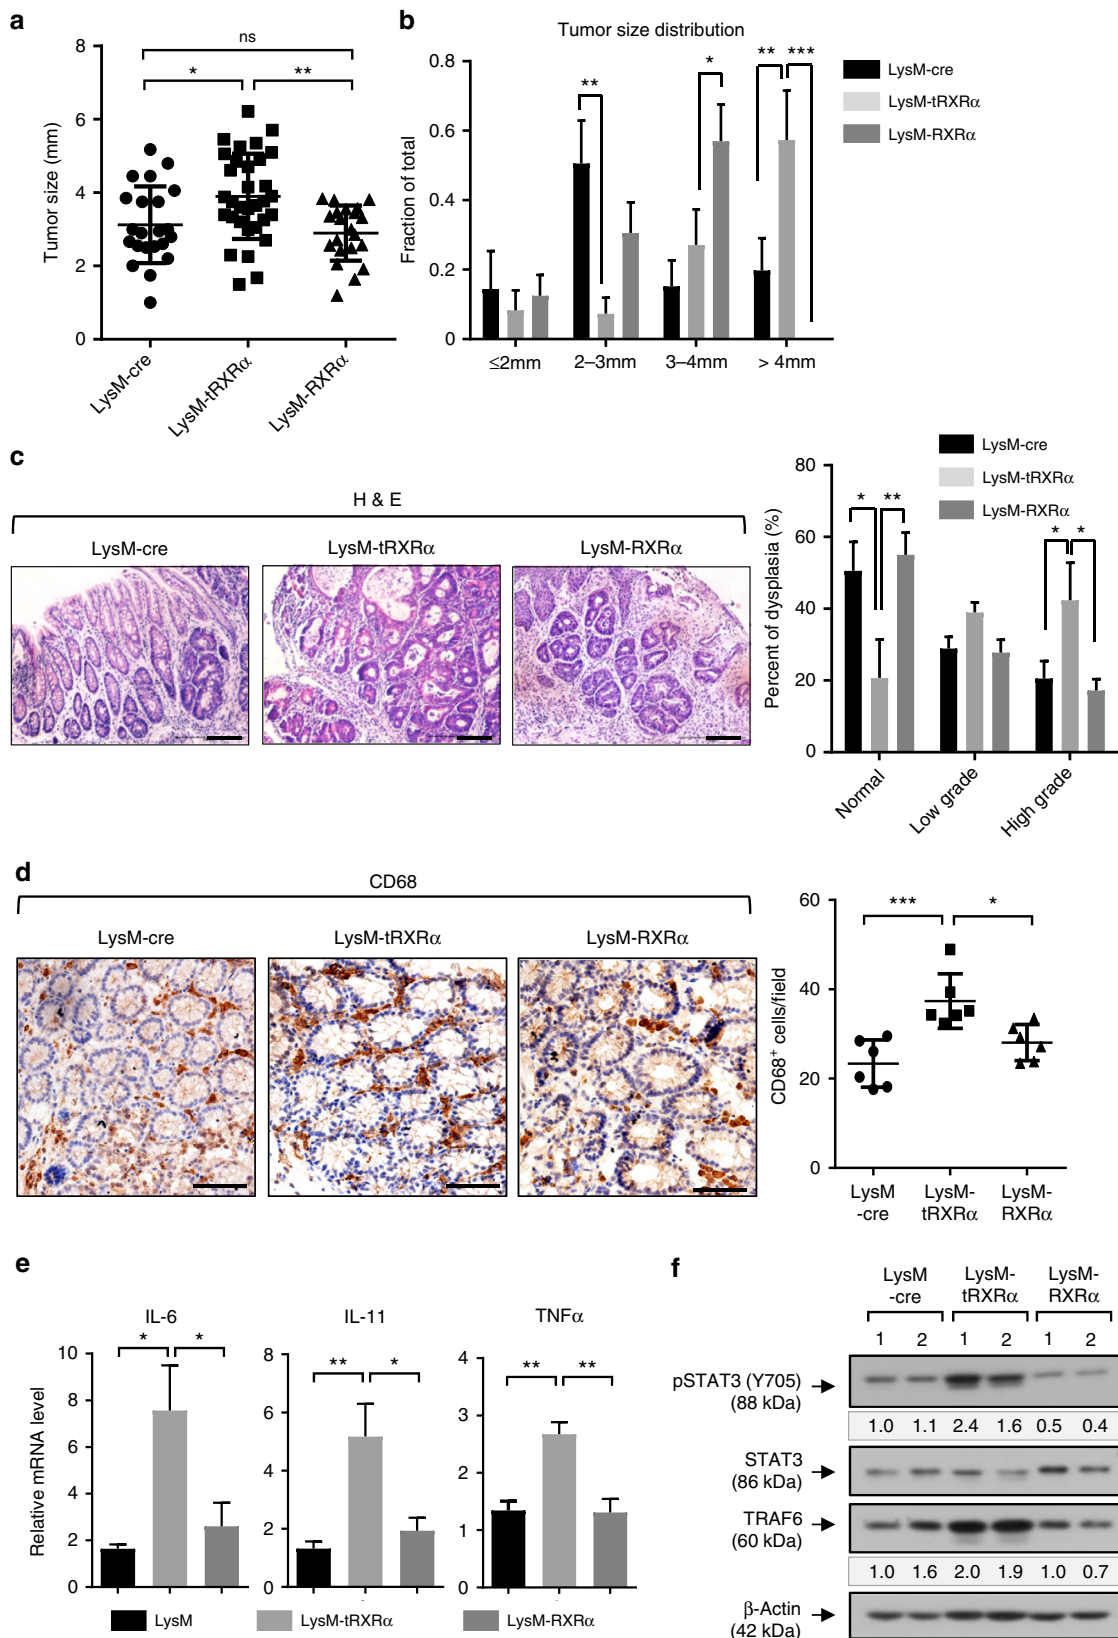 a
ns
*
**
Tumor size (mm)
8
6
4
2
0
LysM-cre
LysM-tRXRα
LysM-RXRα
b
Tumor size distribution
Fraction of total
0.8
0.6
0.4
0.2
0
**
*
** ***
≤2mm 2–3mm 3–4mm > 4mm
LysM-cre
LysM-tRXRα
LysM-RXRα
c
H & E
LysM-cre LysM-tRXRα LysM-RXRα
LysM-cre
LysM-tRXRα
LysM-RXRα
Percent of dysplasia (%)
80
60
40
20
0
* **
* *
Normal
Low grade
High grade
d
CD68
LysM-cre LysM-tRXRα LysM-RXRα
CD68+ cells/field
60
40
20
0
*** *
LysM
-cre
LysM-
tRXRα
LysM-
RXRα
e
Relative mRNA level
IL-6
10
8
6
4
2
0
* *
IL-11
8
6
4
2
0
** *
TNFα
4
3
2
1
0
** **
LysM LysM-tRXRα LysM-RXRα
f
LysM
-cre
LysM-
tRXRα
LysM-
RXRα
1 2 1 2 1 2
pSTAT3 (Y705)
(88 kDa)
1.0 1.1 2.4 1.6 0.5 0.4
STAT3
(86 kDa)
TRAF6
(60 kDa)
1.0 1.6 2.0 1.9 1.0 0.7
β-Actin
(42 kDa)